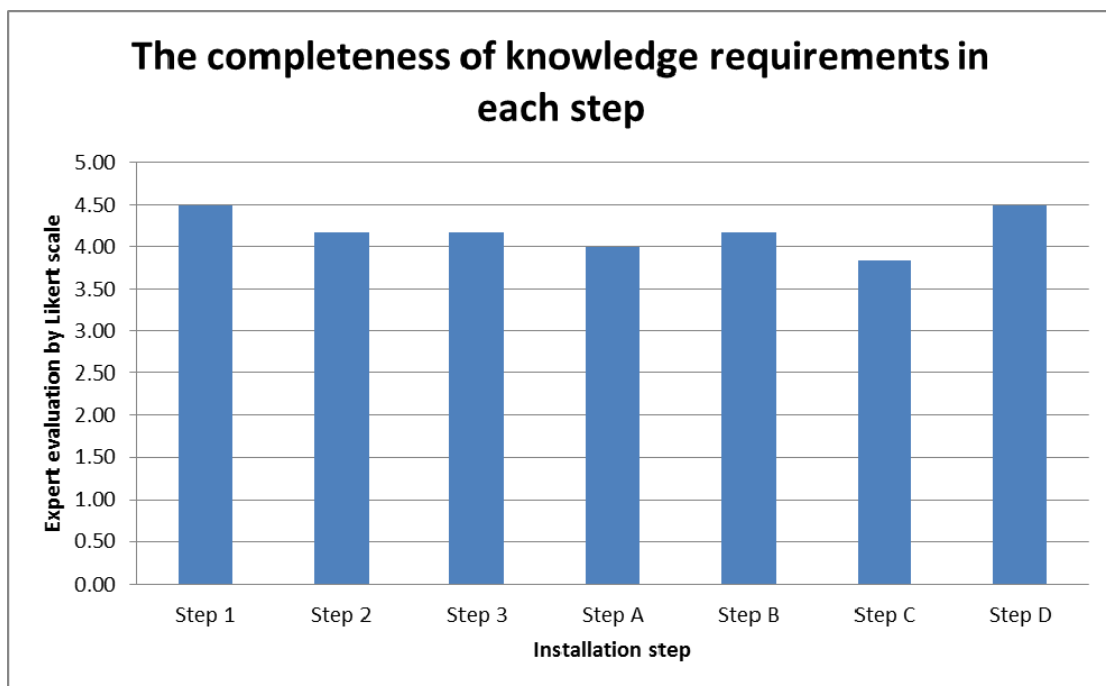 The completeness of knowledge requirements in
each step
5.00
4.50
4.00
3.50
3.00
2.50
2.00
1.50
1.00
0.50
0.00
Expert evaluation by Likert scale
Step 1 Step 2 Step 3 Step A Step B Step C Step D
Installation step